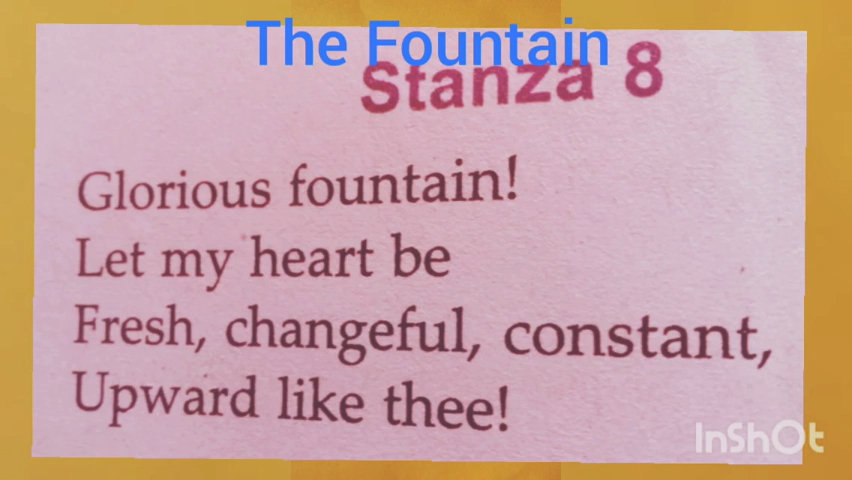 The Fountain
Stanza 8
Glorious fountain!
Let my heart be
Fresh, changeful, constant,
Upward like thee!
InShOt